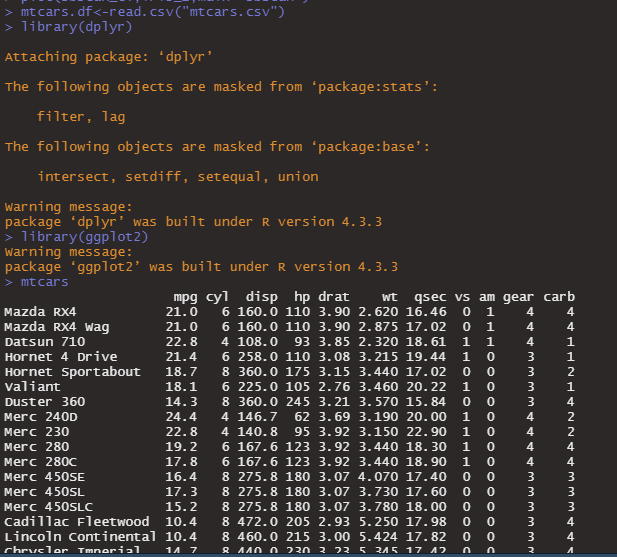 > mtcars.df<-read.csv("mtcars.csv")
> library(dplyr)
Attaching package: ‘dplyr’
The following objects are masked from ‘package:stats’:
filter, lag
The following objects are masked from ‘package:base’:
intersect, setdiff, setequal, union
Warning message:
package ‘dplyr’ was built under R version 4.3.3
> library(ggplot2)
Warning message:
package ‘ggplot2’ was built under R version 4.3.3
> mtcars
mpg cyl disp hp drat wt qsec vs am gear carb
Mazda RX4 21.0 6 160.0 110 3.90 2.620 16.46 0 1 4 4
Mazda RX4 Wag 21.0 6 160.0 110 3.90 2.875 17.02 0 1 4 4
Datsun 710 22.8 4 108.0 93 3.85 2.320 18.61 1 1 4 1
Hornet 4 Drive 21.4 6 258.0 110 3.08 3.215 19.44 1 0 3 1
Hornet Sportabout 18.7 8 360.0 175 3.15 3.440 17.02 0 0 3 2
Valiant 18.1 6 225.0 105 2.76 3.460 20.22 1 0 3 1
Duster 360 14.3 8 360.0 245 3.21 3.570 15.84 0 0 3 4
Merc 240D 24.4 4 146.7 62 3.69 3.190 20.00 1 0 4 2
Merc 230 22.8 4 140.8 95 3.92 3.150 22.90 1 0 4 2
Merc 280 19.2 6 167.6 123 3.92 3.440 18.30 1 0 4 4
Merc 280C 17.8 6 167.6 123 3.92 3.440 18.90 1 0 4 4
Merc 450SE 16.4 8 275.8 180 3.07 4.070 17.40 0 0 3 3
Merc 450SL 17.3 8 275.8 180 3.07 3.730 17.60 0 0 3 3
Merc 450SLC 15.2 8 275.8 180 3.07 3.780 18.00 0 0 3 3
Cadillac Fleetwood 10.4 8 472.0 205 2.93 5.250 17.98 0 0 3 4
Lincoln Continental 10.4 8 460.0 215 3.00 5.424 17.82 0 0 3 4
Chrysler Imperial 14.7 8 440.0 230 3.23 5.345 17.42 0 0 3 4